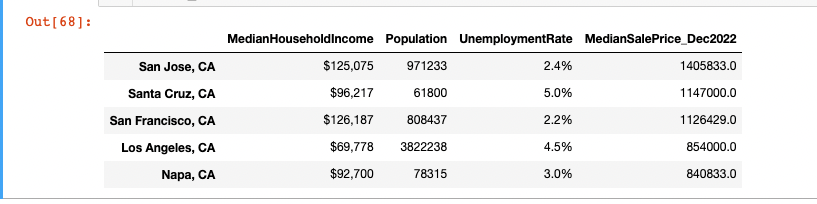 Out[68]:
MedianHouseholdIncome Population UnemploymentRate MedianSalePrice_Dec2022
San Jose, CA $125,075 971233 2.4% 1405833.0
Santa Cruz, CA $96,217 61800 5.0% 1147000.0
San Francisco, CA $126,187 808437 2.2% 1126429.0
Los Angeles, CA $69,778 3822238 4.5% 854000.0
Napa, CA $92,700 78315 3.0% 840833.0